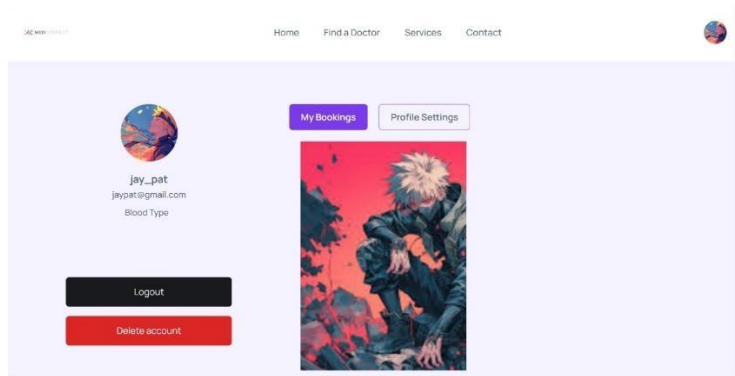 Home Find a Doctor Services Contact
My Bookings Profile Settings
jay_pat
jaypat@gmail.com
Blood Type
Logout
Delete account